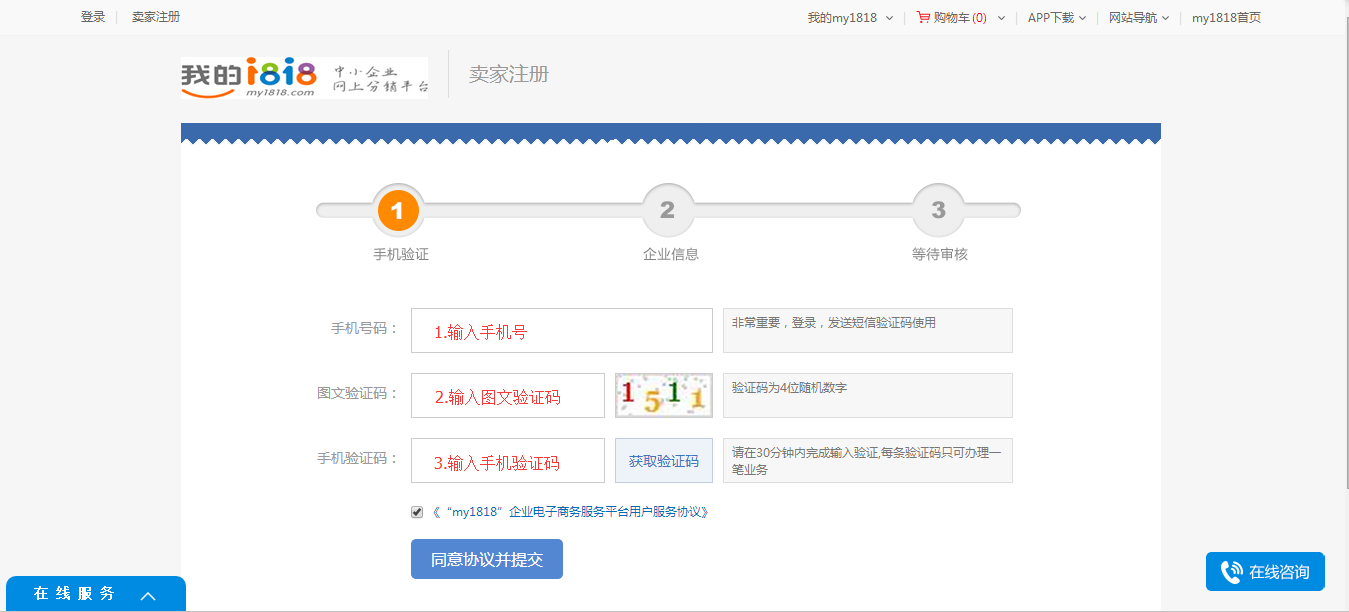 登录 卖家注册 我的my1818 购物车(0) APP下载 网站导航 my1818首页
我的1818 my1818.com 中小企业 网上分销平台 卖家注册
1 2 3
手机验证 企业信息 等待审核
手机号码： 1.输入手机号 非常重要，登录，发送短信验证码使用
图文验证码： 2.输入图文验证码 1511 验证码为4位随机数字
手机验证码： 3.输入手机验证码 获取验证码 请在30分钟内完成输入验证,每条验证码只可办理一
笔业务
《“my1818”企业电子商务服务平台用户服务协议》
同意协议并提交
在线服务 在线咨询